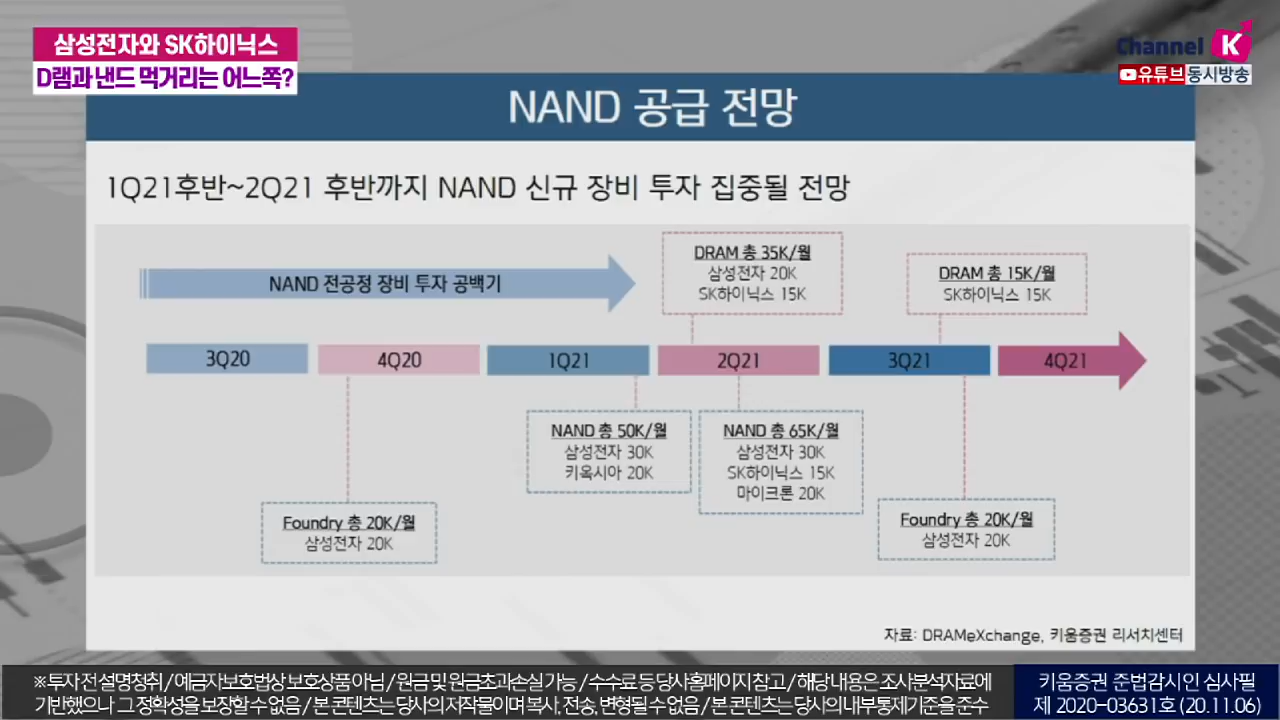 삼성전자와 SK하이닉스
D램과 낸드 먹거리는 어느쪽?
Channel K
유튜브 동시방송
NAND 공급 전망
1Q21후반~2Q21 후반까지 NAND 신규 장비 투자 집중될 전망
NAND 전공정 장비 투자 공백기
DRAM 총 35K/월
삼성전자 20K
SK하이닉스 15K
DRAM 총 15K/월
SK하이닉스 15K
3Q20
4Q20
1Q21
2Q21
3Q21
4Q21
NAND 총 50K/월
삼성전자 30K
키옥시아 20K
NAND 총 65K/월
삼성전자 30K
SK하이닉스 15K
마이크론 20K
Foundry 총 20K/월
삼성전자 20K
Foundry 총 20K/월
삼성전자 20K
자료: DRAMeXchange, 키움증권 리서치센터
※ 투자 전 설명청취 / 예금자보호법상 보호상품 아님 / 원금 및 원금초과손실 가능 / 수수료 등 당사홈페이지 참고 / 해당 내용은 조사분석자료에
기반했으나 그 정확성을 보장할 수 없음 / 본 콘텐츠는 당사의 저작물이며 복사, 전송, 변형될 수 없음 / 본 콘텐츠는 당사의 내부통제기준을 준수
키움증권 준법감시인 심사필
제 2020-03631호 (20.11.06)